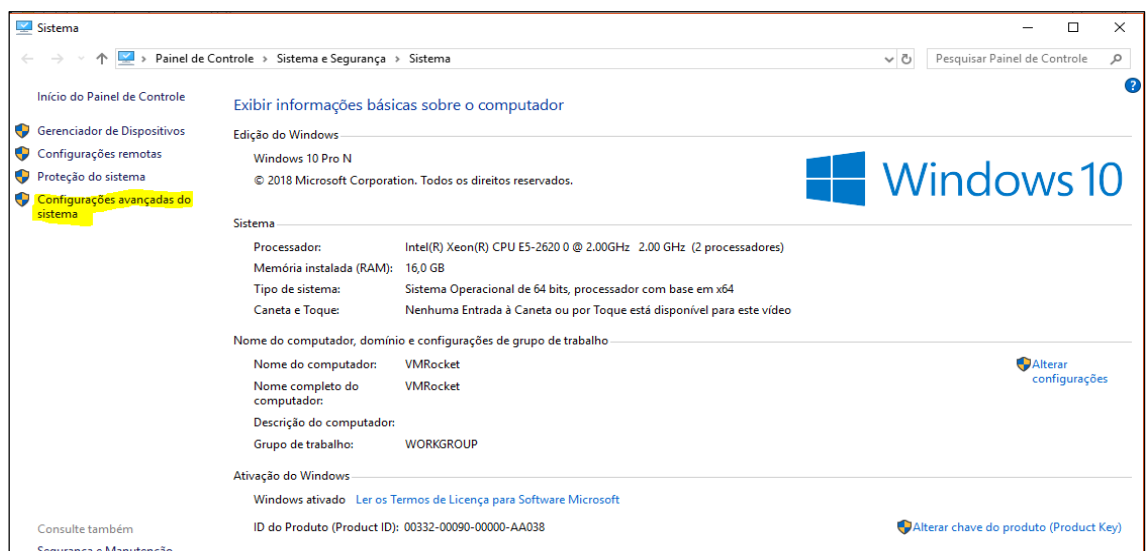 Sistema
Painel de Controle > Sistema e Segurança > Sistema
Pesquisar Painel de Controle
Início do Painel de Controle
Gerenciador de Dispositivos
Configurações remotas
Proteção do sistema
Configurações avançadas do
sistema
Exibir informações básicas sobre o computador
Edição do Windows
Windows 10 Pro N
© 2018 Microsoft Corporation. Todos os direitos reservados.
Windows 10
Sistema
Processador: Intel(R) Xeon(R) CPU E5-2620 0 @ 2.00GHz 2.00 GHz (2 processadores)
Memória instalada (RAM): 16,0 GB
Tipo de sistema: Sistema Operacional de 64 bits, processador com base em x64
Caneta e Toque: Nenhuma Entrada à Caneta ou por Toque está disponível para este vídeo
Nome do computador, domínio e configurações de grupo de trabalho
Nome do computador: VMRocket
Alterar
configurações
Nome completo do VMRocket
computador:
Descrição do computador:
Grupo de trabalho: WORKGROUP
Ativação do Windows
Windows ativado Ler os Termos de Licença para Software Microsoft
ID do Produto (Product ID): 00332-00090-00000-AA038
Alterar chave do produto (Product Key)
Consulte também
Segurança e Manutenção